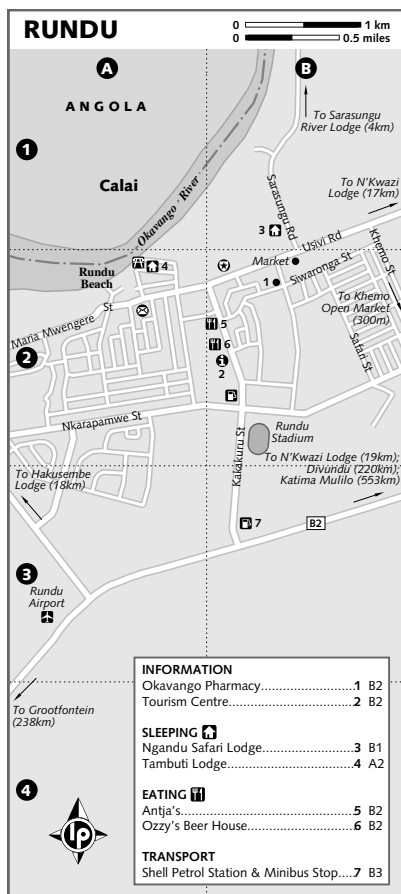 RUNDU
0 1 km
0 0.5 miles
A
B
ANGOLA
To Sarasungu
River Lodge (4km)
1
Calai
Okavango River
Sarasungu Rd
To N'Kwazi
Lodge (17km)
3
Usivi Rd
Market
Khemo St
4
Rundu
Beach
Siwaronga St
1
To Khemo
Open Market
(300m)
Maria Mwengere
St
5
Safari St
2
6
2
Nkarapamwe St
Kakakuru St
Rundu
Stadium
To Hakusembe
Lodge (18km)
To N'Kwazi Lodge (19km);
Divundu (220km);
Katima Mulilo (553km)
7
B2
3
Rundu
Airport
To Grootfontein
(238km)
4
lp
INFORMATION
Okavango Pharmacy..............................1 B2
Tourism Centre.....................................2 B2
SLEEPING
Ngandu Safari Lodge............................3 B1
Tambuti Lodge.....................................4 A2
EATING
Antja's..................................................5 B2
Ozzy's Beer House...............................6 B2
TRANSPORT
Shell Petrol Station & Minibus Stop....7 B3